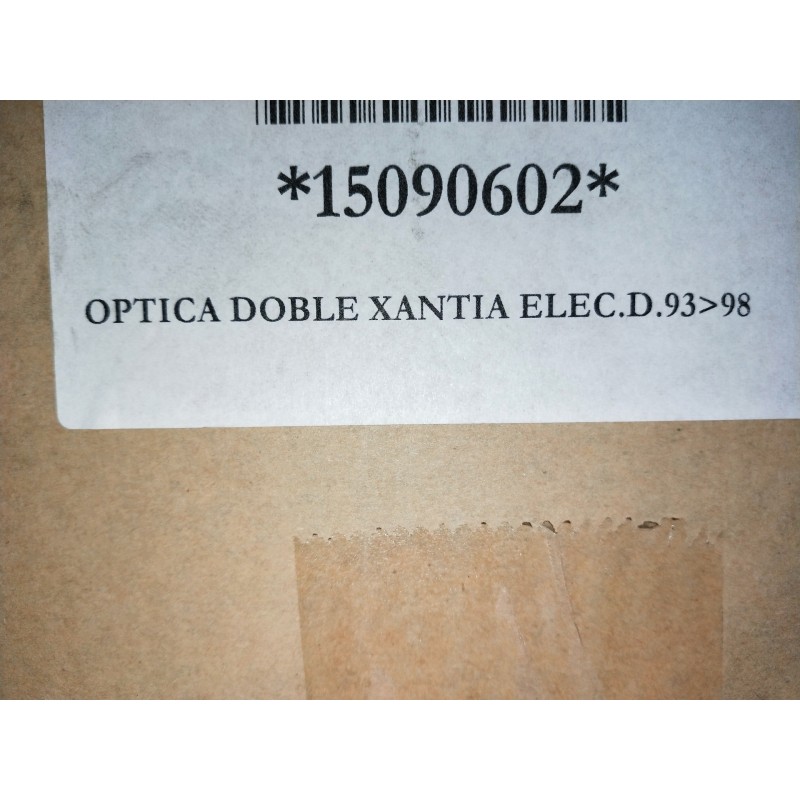 *15090602*
OPTICA DOBLE XANTIA ELEC.D.93>98